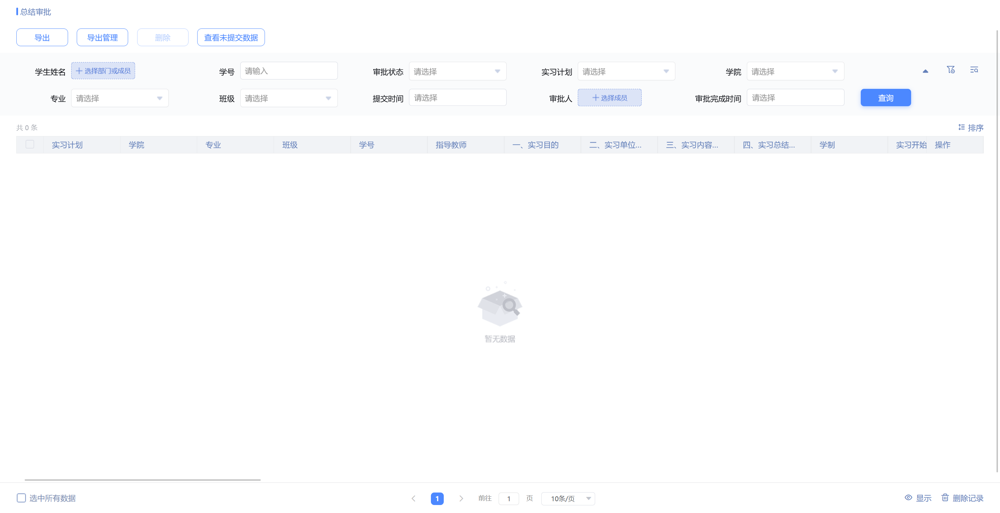 总结审批
导出 导出管理 删除 查看未提交数据
学生姓名 选择部门或成员 学号 请输入 审批状态 请选择 实习计划 请选择 学院 请选择
专业 请选择 班级 请选择 提交时间 请选择 审批人 选择成员 审批完成时间 请选择 查询
共 0 条 排序
实习计划 学院 专业 班级 学号 指导教师 一、实习目的 二、实习单位... 三、实习内容... 四、实习总结... 学制 实习开始 操作
暂无数据
选中所有数据 1 前往 1 页 10条/页 显示 删除记录